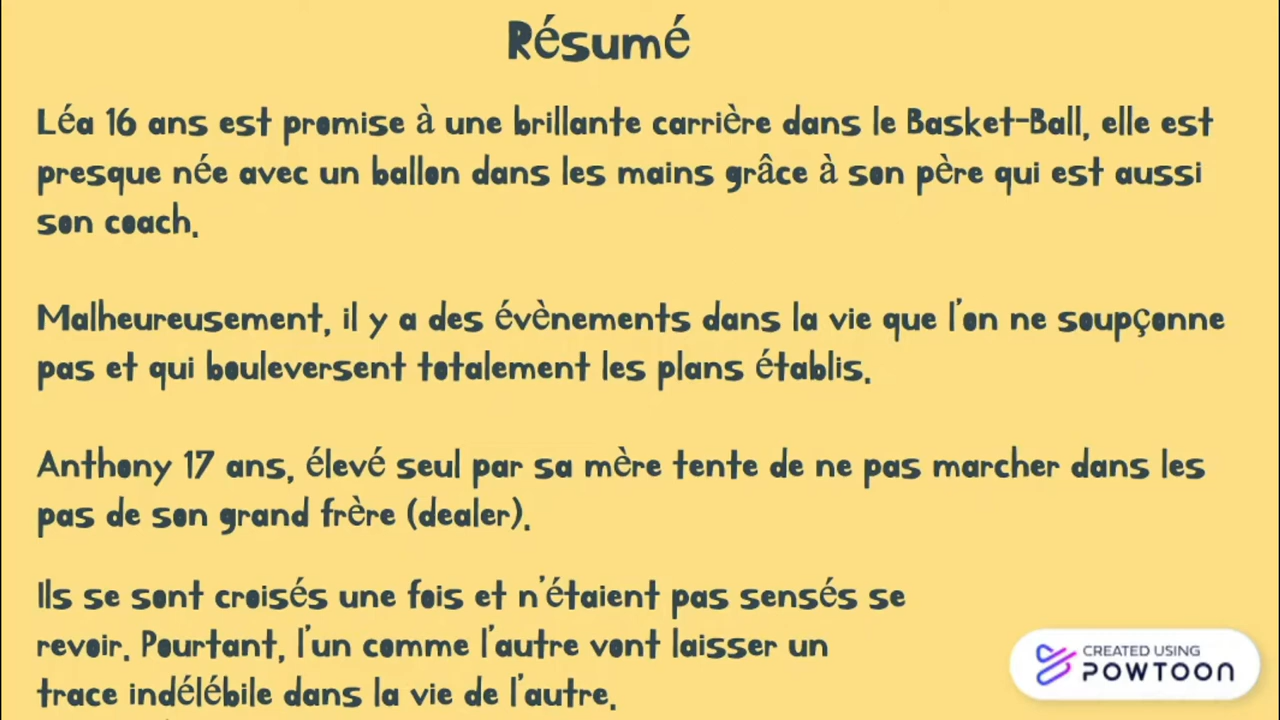 Résumé
Léa 16 ans est promise à une brillante carrière dans le Basket-Ball, elle est
presque née avec un ballon dans les mains grâce à son père qui est aussi
son coach.
Malheureusement, il y a des évènements dans la vie que l'on ne soupçonne
pas et qui bouleversent totalement les plans établis.
Anthony 17 ans, élevé seul par sa mère tente de ne pas marcher dans les
pas de son grand frère (dealer).
Ils se sont croisés une fois et n'étaient pas sensés se
revoir. Pourtant, l'un comme l'autre vont laisser un
trace indélébile dans la vie de l'autre.
CREATED USING
POWTOON